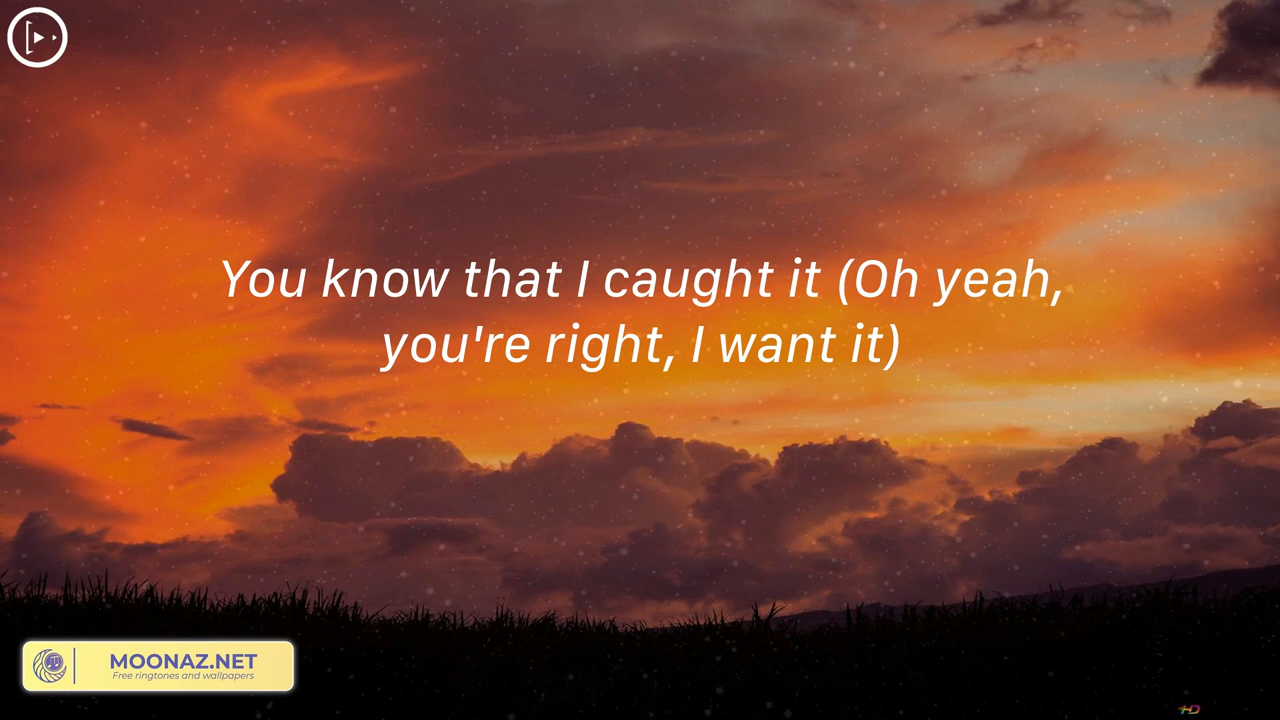 You know that I caught it (Oh yeah,
you're right, I want it)
MOONAZ.NET
Free ringtones and wallpapers
HD